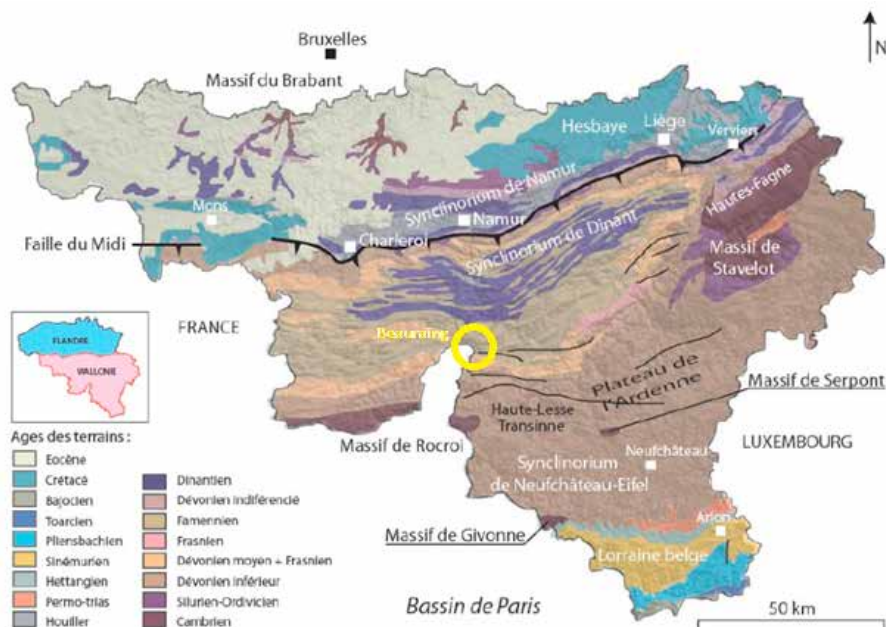 Bruxelles
N
Massif du Brabant
Hesbaye
Liège
Verviers
Hautes-Fagne
Synclinorium de Namur
Mons
Namur
Faille du Midi
Charleroi
Synclinorium de Dinant
Massif de
Stavelot
FRANCE
Beauraing
FLANDRE
WALLONIE
Plateau de
l'Ardenne
Massif de Serpont
Haute-Lesse
Transinne
Massif de Rocroi
LUXEMBOURG
Neufchâteau
Synclinorium
de Neufchâteau-Eifel
Massif de Givonne
Arlon
Lorraine belge
Bassin de Paris
50 km
Ages des terrains :
Eocène
Crétacé
Bajocien
Toarcien
Pliensbachien
Sinémurien
Hettangien
Permo-trias
Houiller
Dinantien
Dévonien indiférencié
Famennien
Frasnien
Dévonien moyen + Frasnien
Dévonien inférieur
Silurien-Ordivicien
Cambrien